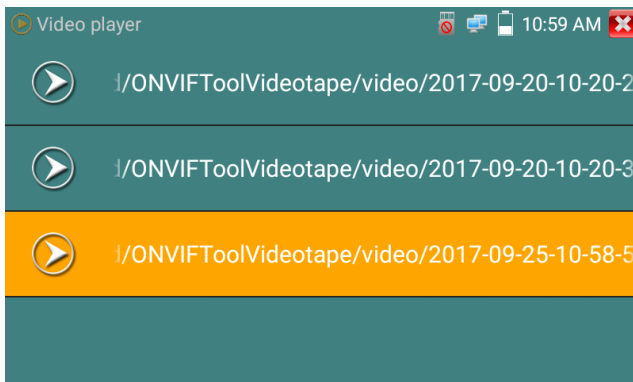 Video player
10:59 AM
/ONVIFToolVideotape/video/2017-09-20-10-20-2
/ONVIFToolVideotape/video/2017-09-20-10-20-3
/ONVIFToolVideotape/video/2017-09-25-10-58-5